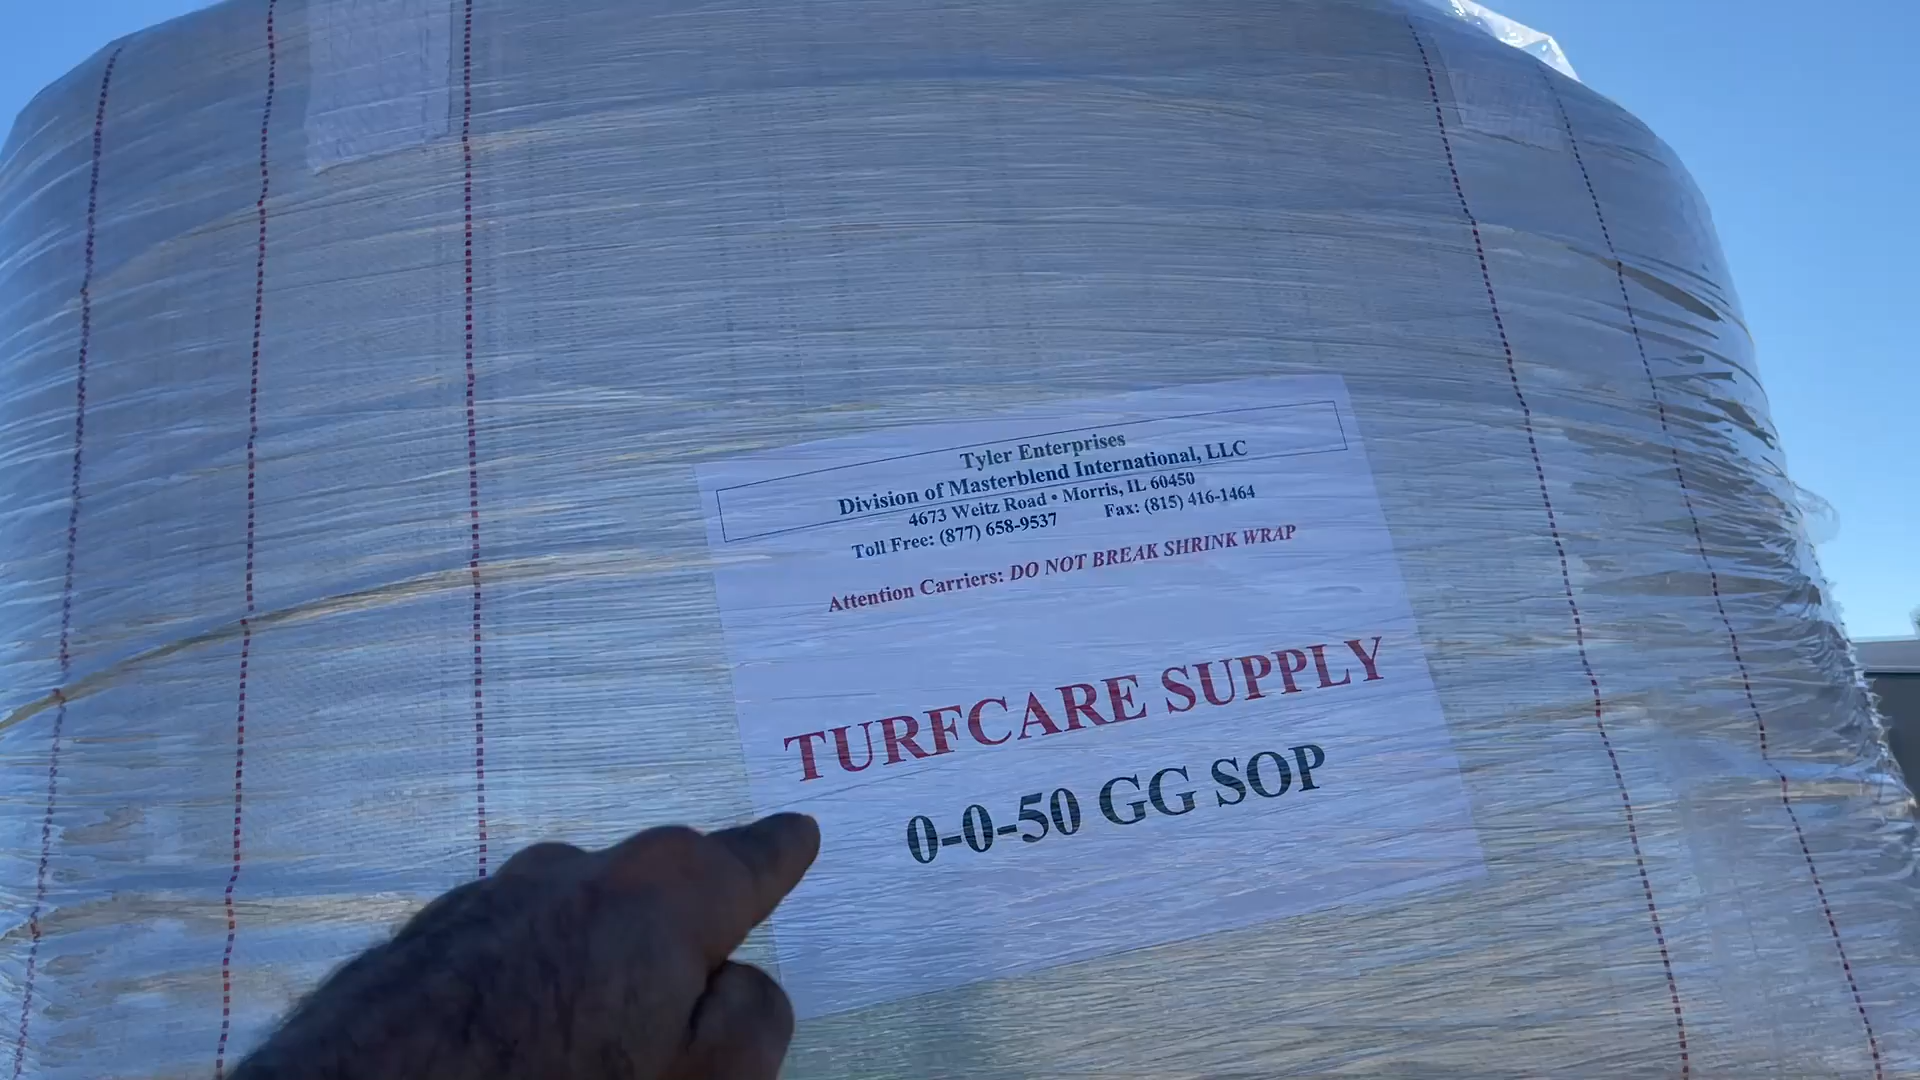 Tyler Enterprises
Division of Masterblend International, LLC
4673 Weitz Road • Morris, IL 60450
Toll Free: (877) 658-9537 Fax: (815) 416-1464
Attention Carriers: DO NOT BREAK SHRINK WRAP
TURFCARE SUPPLY
0-0-50 GG SOP